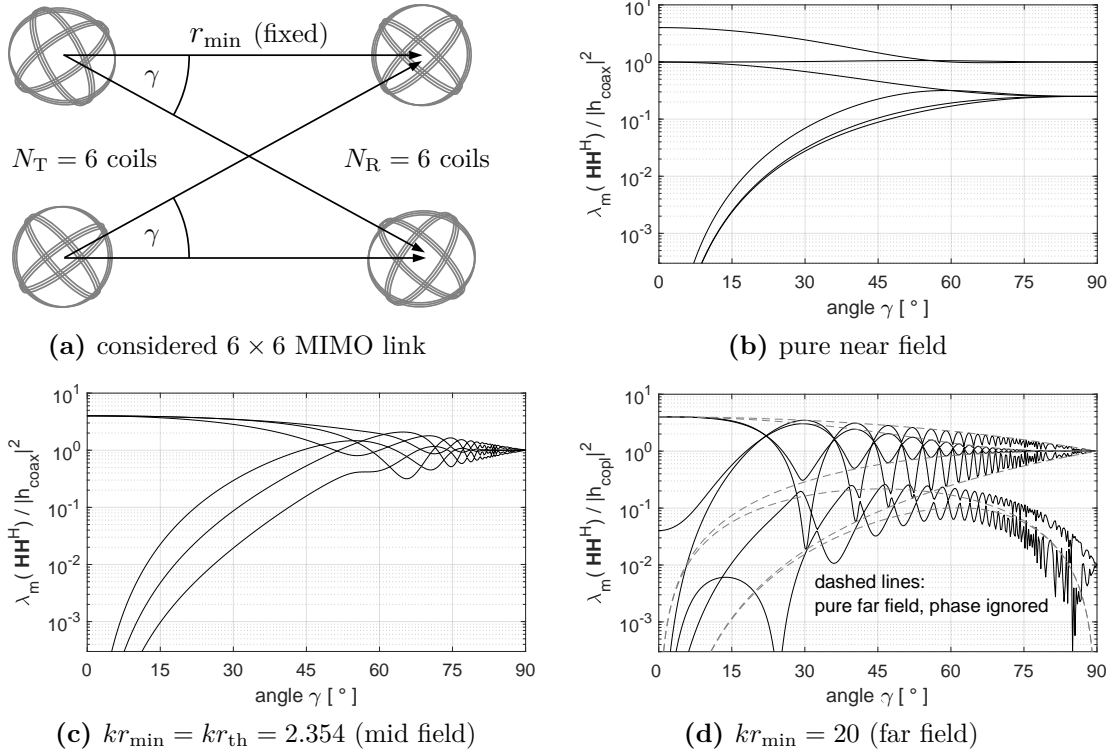 r_min (fixed)
γ
N_T = 6 coils
N_R = 6 coils
γ
(a) considered 6 × 6 MIMO link
λ_m( HH^H) / |h_coax|^2
10^1
10^0
10^-1
10^-2
10^-3
0 15 30 45 60 75 90
angle γ [ ° ]
(b) pure near field
λ_m( HH^H) / |h_coax|^2
10^1
10^0
10^-1
10^-2
10^-3
0 15 30 45 60 75 90
angle γ [ ° ]
(c) kr_min = kr_th = 2.354 (mid field)
λ_m( HH^H) / |h_copl|^2
10^1
10^0
10^-1
10^-2
10^-3
dashed lines:
pure far field, phase ignored
0 15 30 45 60 75 90
angle γ [ ° ]
(d) kr_min = 20 (far field)